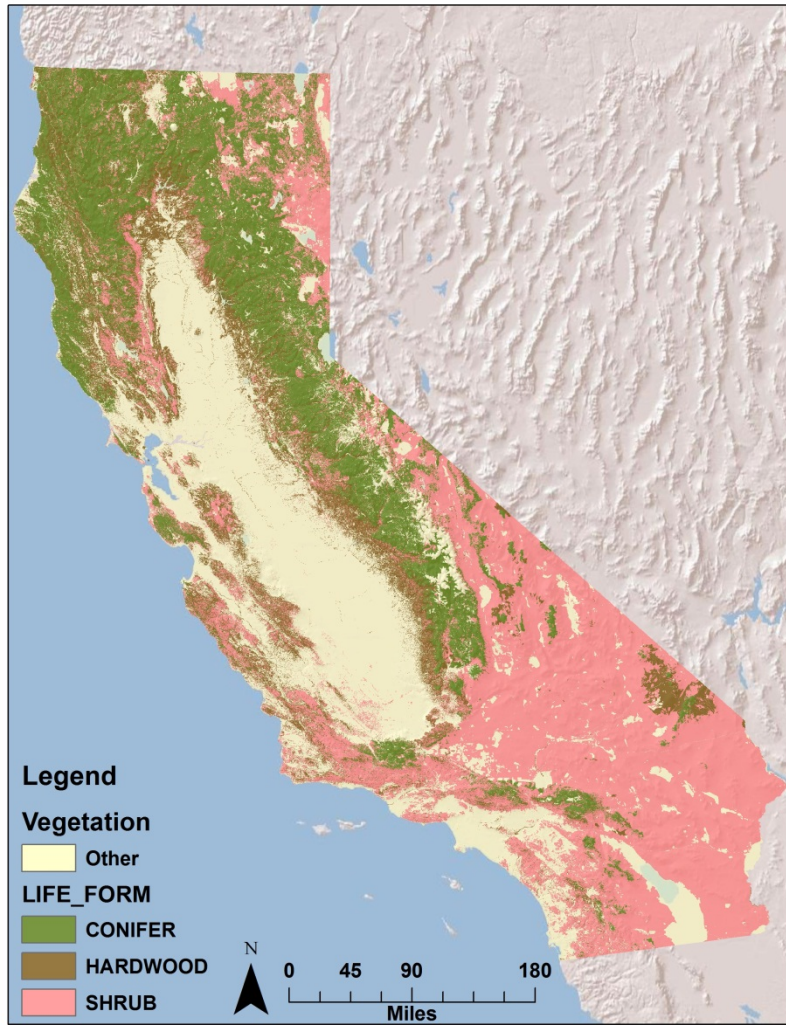 Legend
Vegetation
Other
LIFE_FORM
CONIFER
HARDWOOD
SHRUB
N
0 45 90 180
Miles